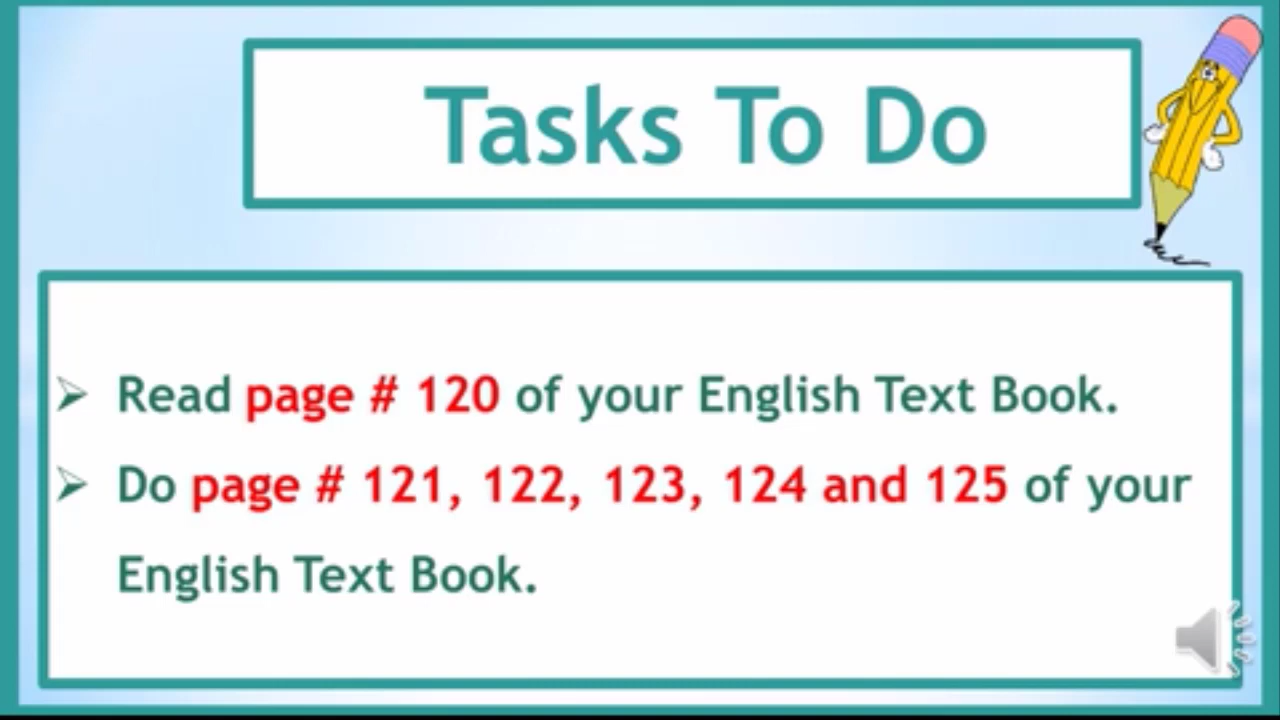 Tasks To Do
Read page # 120 of your English Text Book.
Do page # 121, 122, 123, 124 and 125 of your
English Text Book.